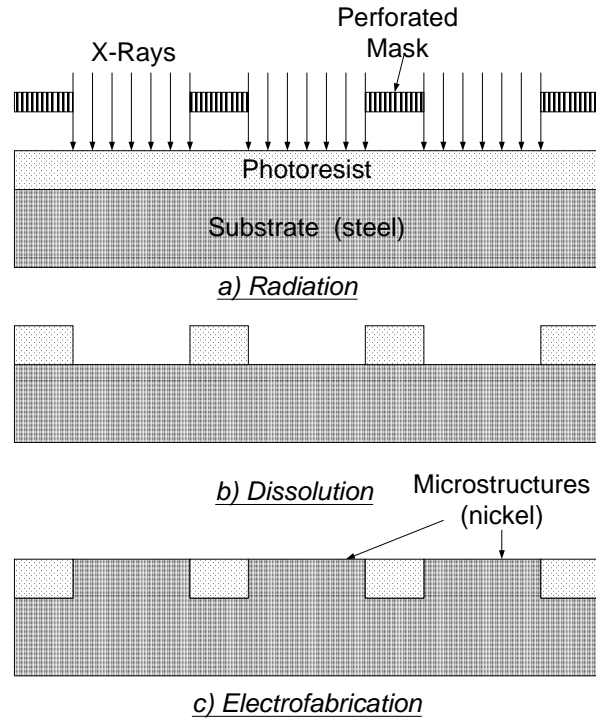 Perforated
Mask
X-Rays
Photoresist
Substrate (steel)
a) Radiation
b) Dissolution
Microstructures
(nickel)
c) Electrofabrication